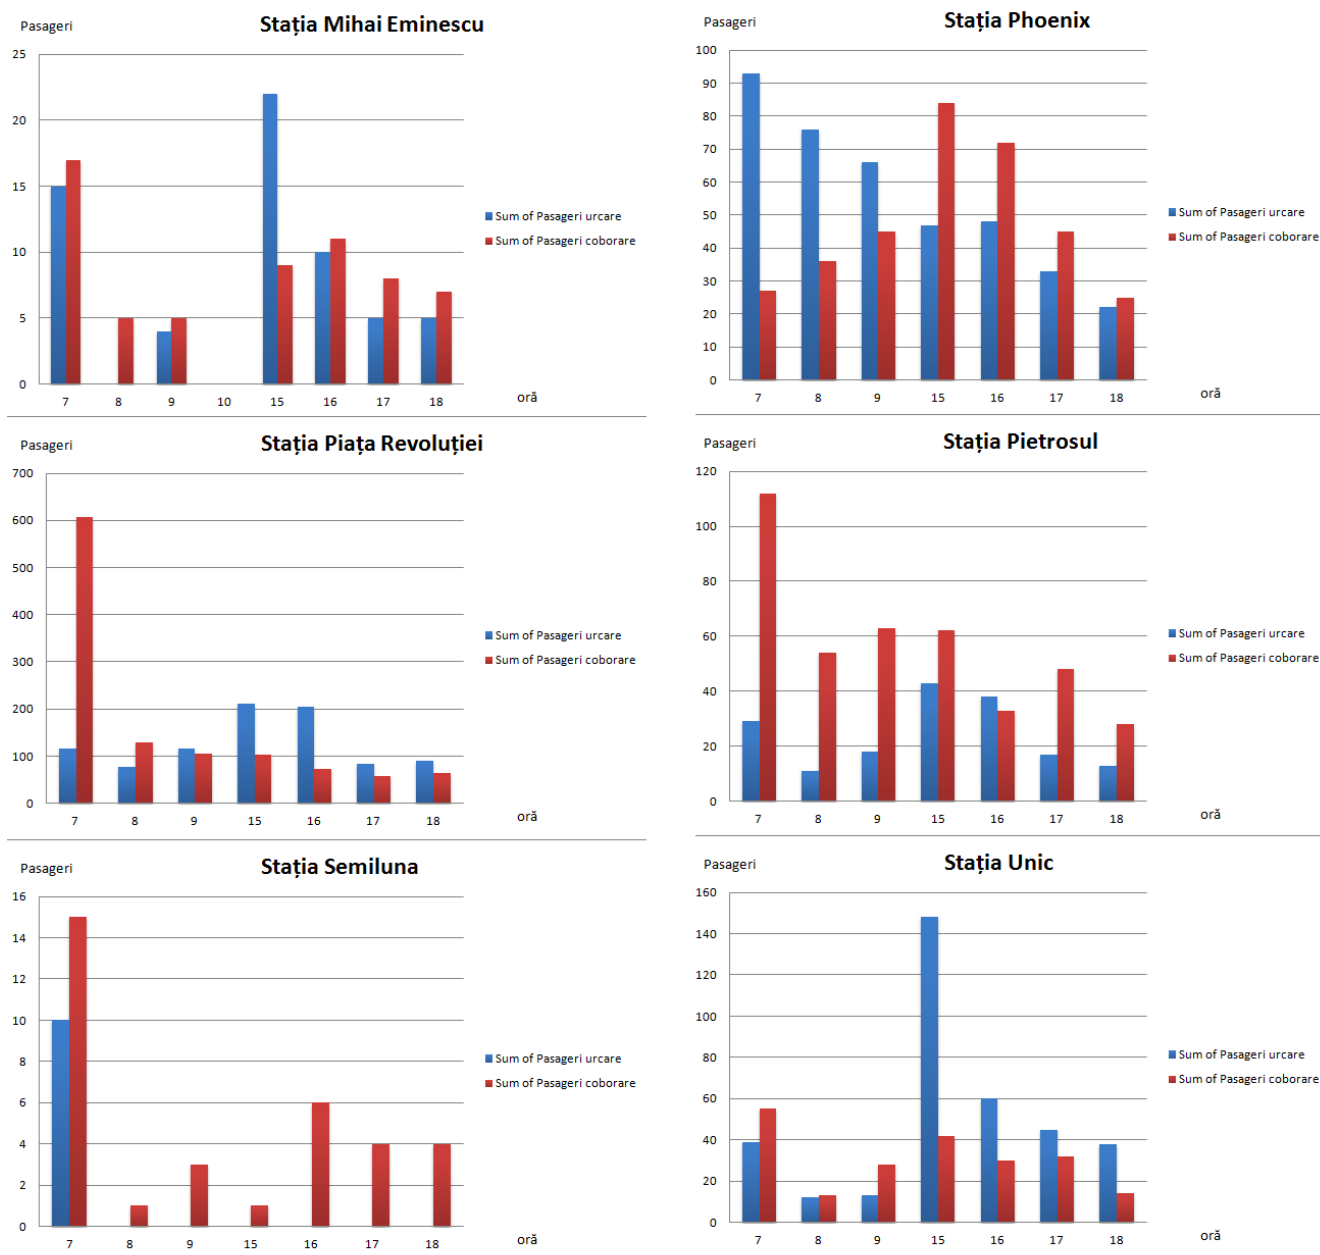 Pasageri
Stația Mihai Eminescu
25
20
15
10
5
0
7 8 9 10 15 16 17 18
oră
Sum of Pasageri urcare
Sum of Pasageri coborare
Pasageri
Stația Phoenix
100
90
80
70
60
50
40
30
20
10
0
7 8 9 15 16 17 18
oră
Sum of Pasageri urcare
Sum of Pasageri coborare
Pasageri
Stația Piața Revoluției
700
600
500
400
300
200
100
0
7 8 9 15 16 17 18
oră
Sum of Pasageri urcare
Sum of Pasageri coborare
Pasageri
Stația Pietrosul
120
100
80
60
40
20
0
7 8 9 15 16 17 18
oră
Sum of Pasageri urcare
Sum of Pasageri coborare
Pasageri
Stația Semiluna
16
14
12
10
8
6
4
2
0
7 8 9 15 16 17 18
oră
Sum of Pasageri urcare
Sum of Pasageri coborare
Pasageri
Stația Unic
160
140
120
100
80
60
40
20
0
7 8 9 15 16 17 18
oră
Sum of Pasageri urcare
Sum of Pasageri coborare